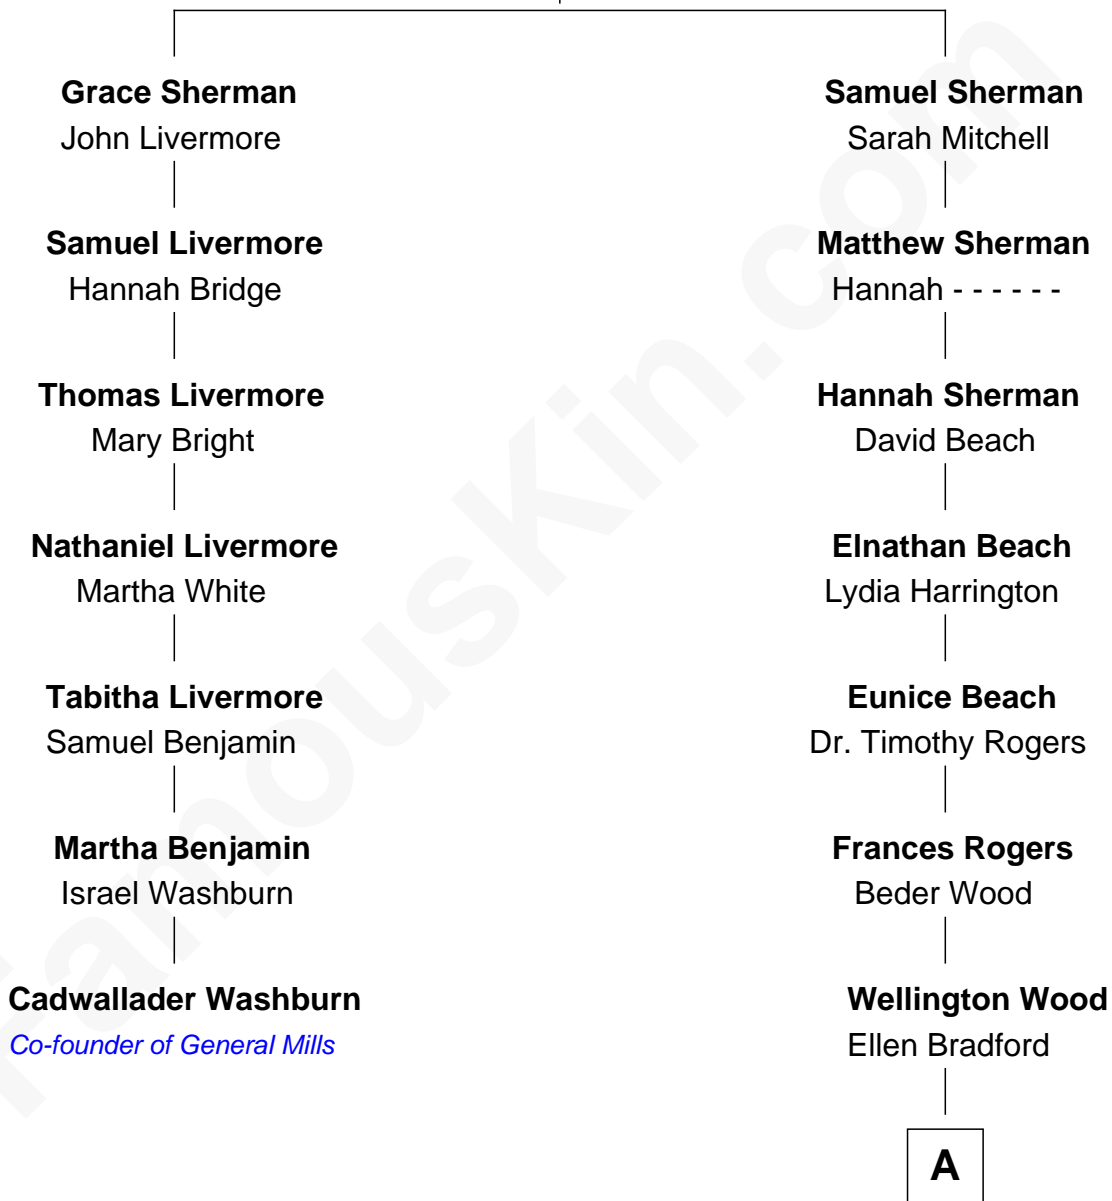 Grace Sherman
John Livermore
Samuel Livermore
Hannah Bridge
Thomas Livermore
Mary Bright
Nathaniel Livermore
Martha White
Tabitha Livermore
Samuel Benjamin
Martha Benjamin
Israel Washburn
Cadwallader Washburn
Co-founder of General Mills
Samuel Sherman
Sarah Mitchell
Matthew Sherman
Hannah - - - - - -
Hannah Sherman
David Beach
Elnathan Beach
Lydia Harrington
Eunice Beach
Dr. Timothy Rogers
Frances Rogers
Beder Wood
Wellington Wood
Ellen Bradford
A
FamousKin.com